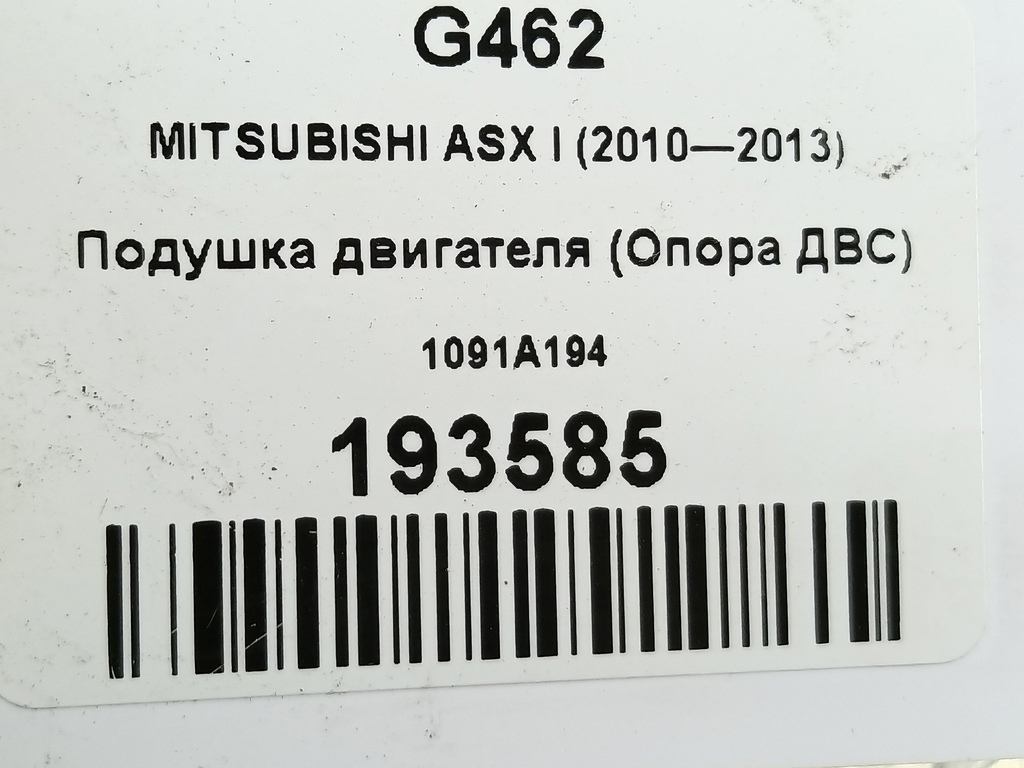 G462
MITSUBISHI ASX I (2010—2013)
Подушка двигателя (Опора ДВС)
1091A194
193585